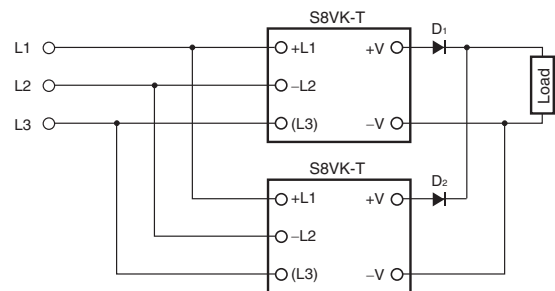 S8VK-T
L1
+L1
+V
D1
L2
−L2
Load
L3
(L3)
−V
S8VK-T
+L1
+V
D2
−L2
(L3)
−V